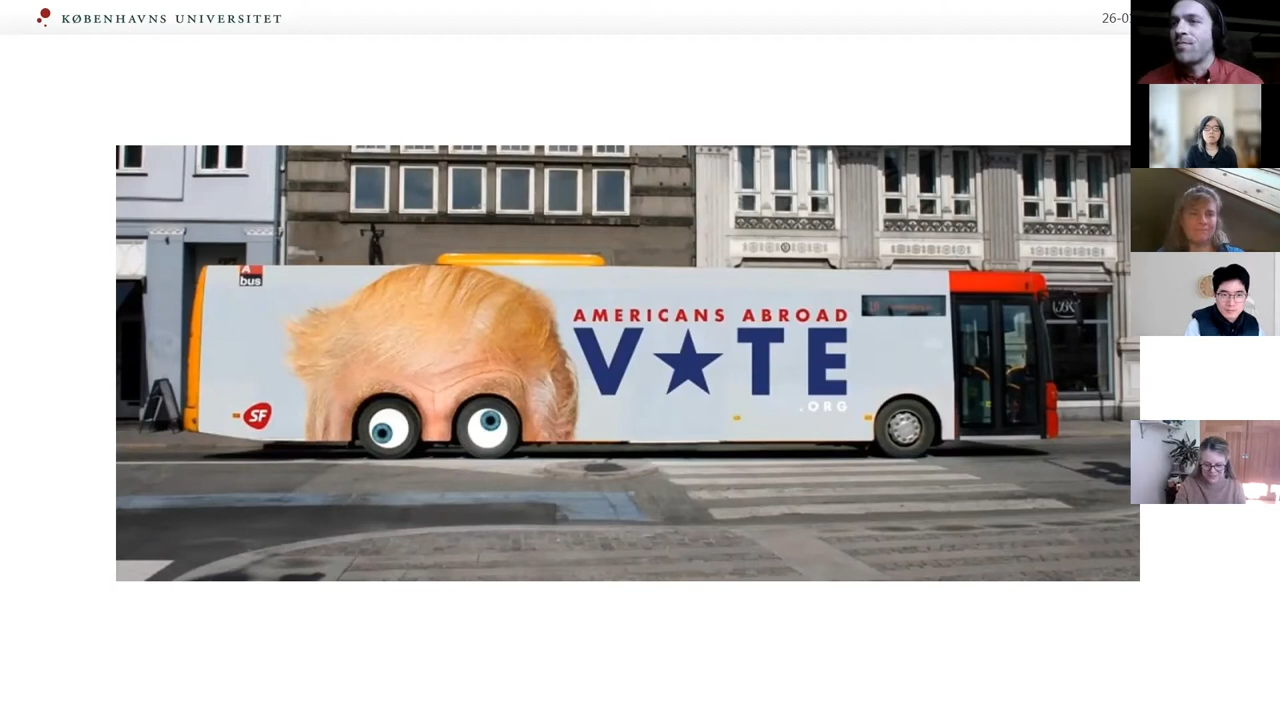 KØBENHAVNS UNIVERSITET
26-0
A
bus
AMERICANS ABROAD
V★TE
.ORG
SF